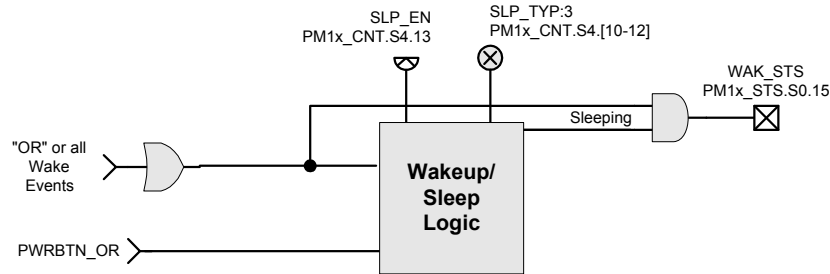 SLP_EN
PM1x_CNT.S4.13
SLP_TYP:3
PM1x_CNT.S4.[10-12]
WAK_STS
PM1x_STS.S0.15
Sleeping
"OR" or all
Wake
Events
Wakeup/
Sleep
Logic
PWRBTN_OR